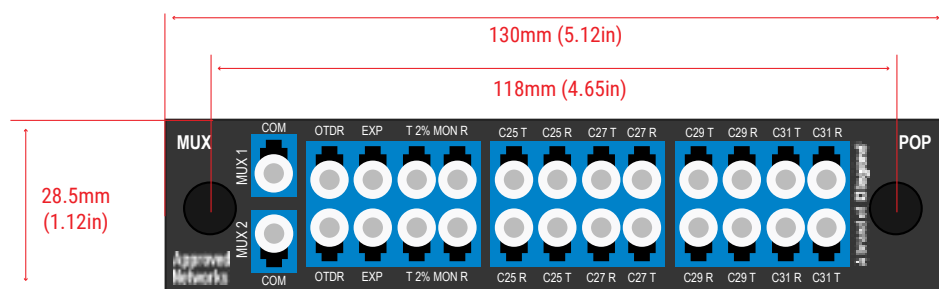 130mm (5.12in)
118mm (4.65in)
28.5mm
(1.12in)
MUX
POP
COM OTDR EXP T 2% MON R C25 T C25 R C27 T C27 R C29 T C29 R C31 T C31 R
MUX 1
MUX 2
Approved
Networks
COM OTDR EXP T 2% MON R C25 R C25 T C27 R C27 T C29 R C29 T C31 R C31 T